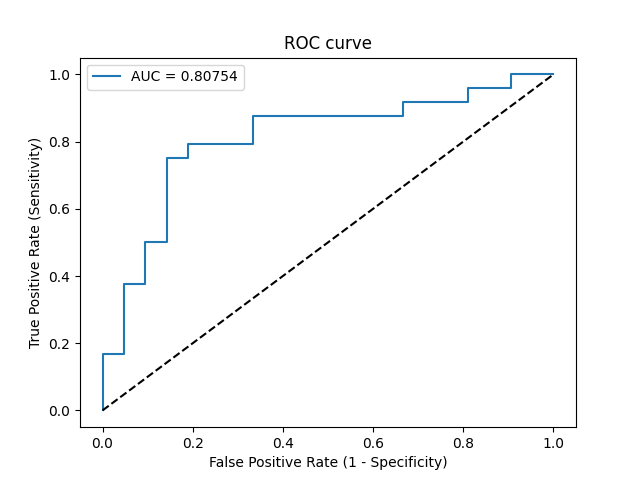 ROC curve
AUC = 0.80754
True Positive Rate (Sensitivity)
1.0
0.8
0.6
0.4
0.2
0.0
0.0 0.2 0.4 0.6 0.8 1.0
False Positive Rate (1 - Specificity)